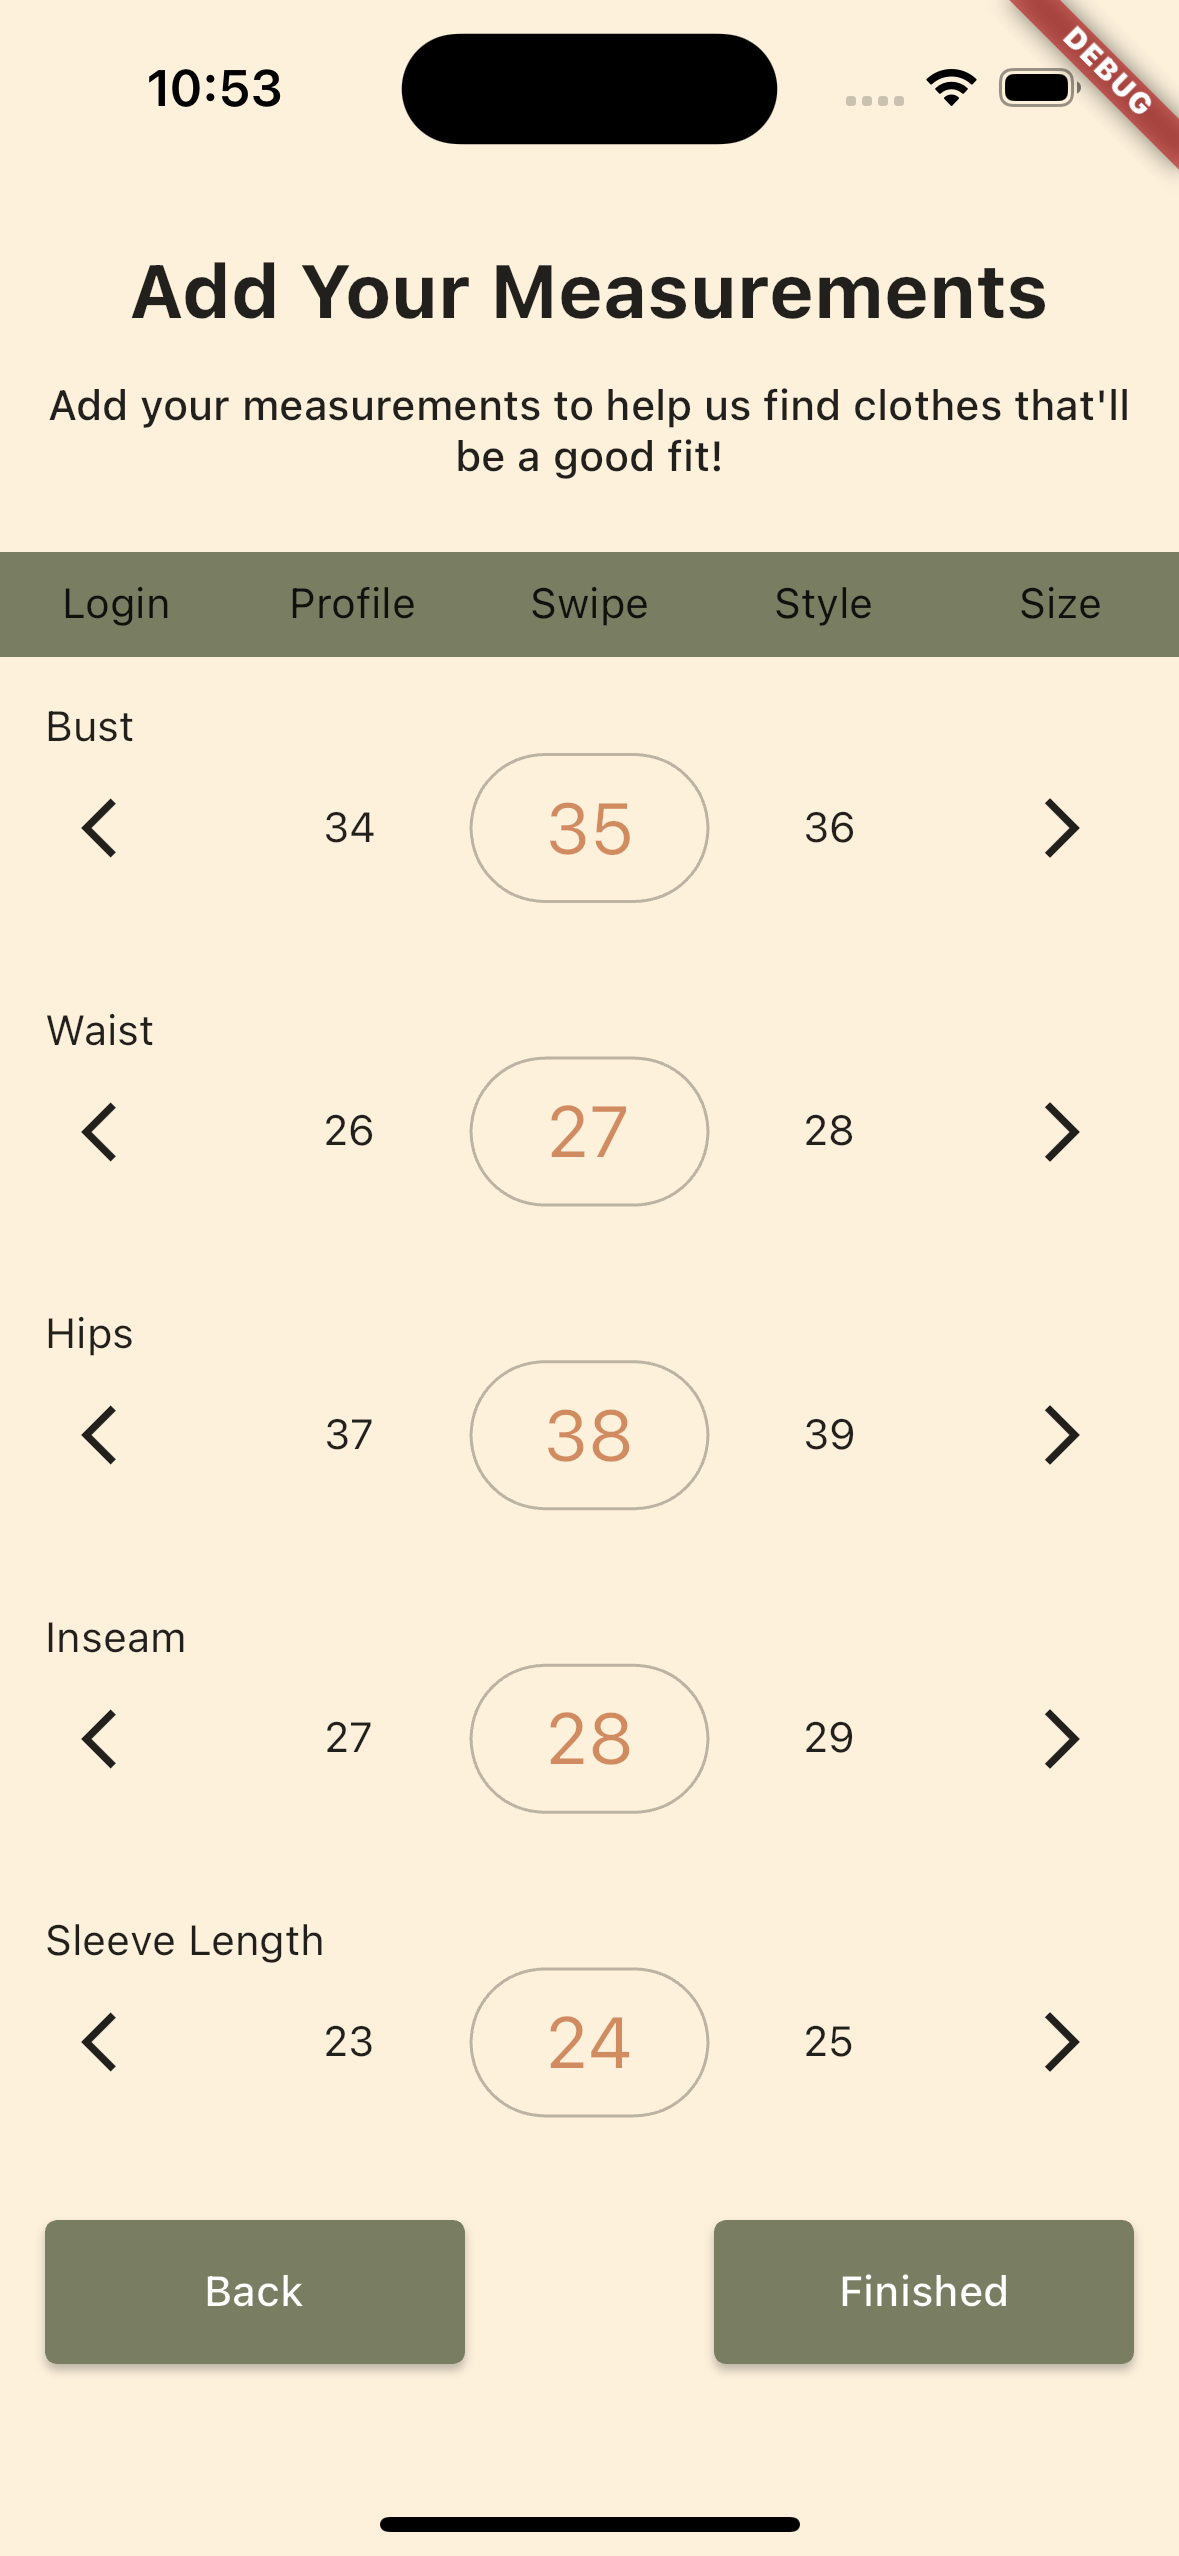 10:53
DEBUG
Add Your Measurements
Add your measurements to help us find clothes that'll
be a good fit!
Login Profile Swipe Style Size
Bust
34 35 36
Waist
26 27 28
Hips
37 38 39
Inseam
27 28 29
Sleeve Length
23 24 25
Back Finished